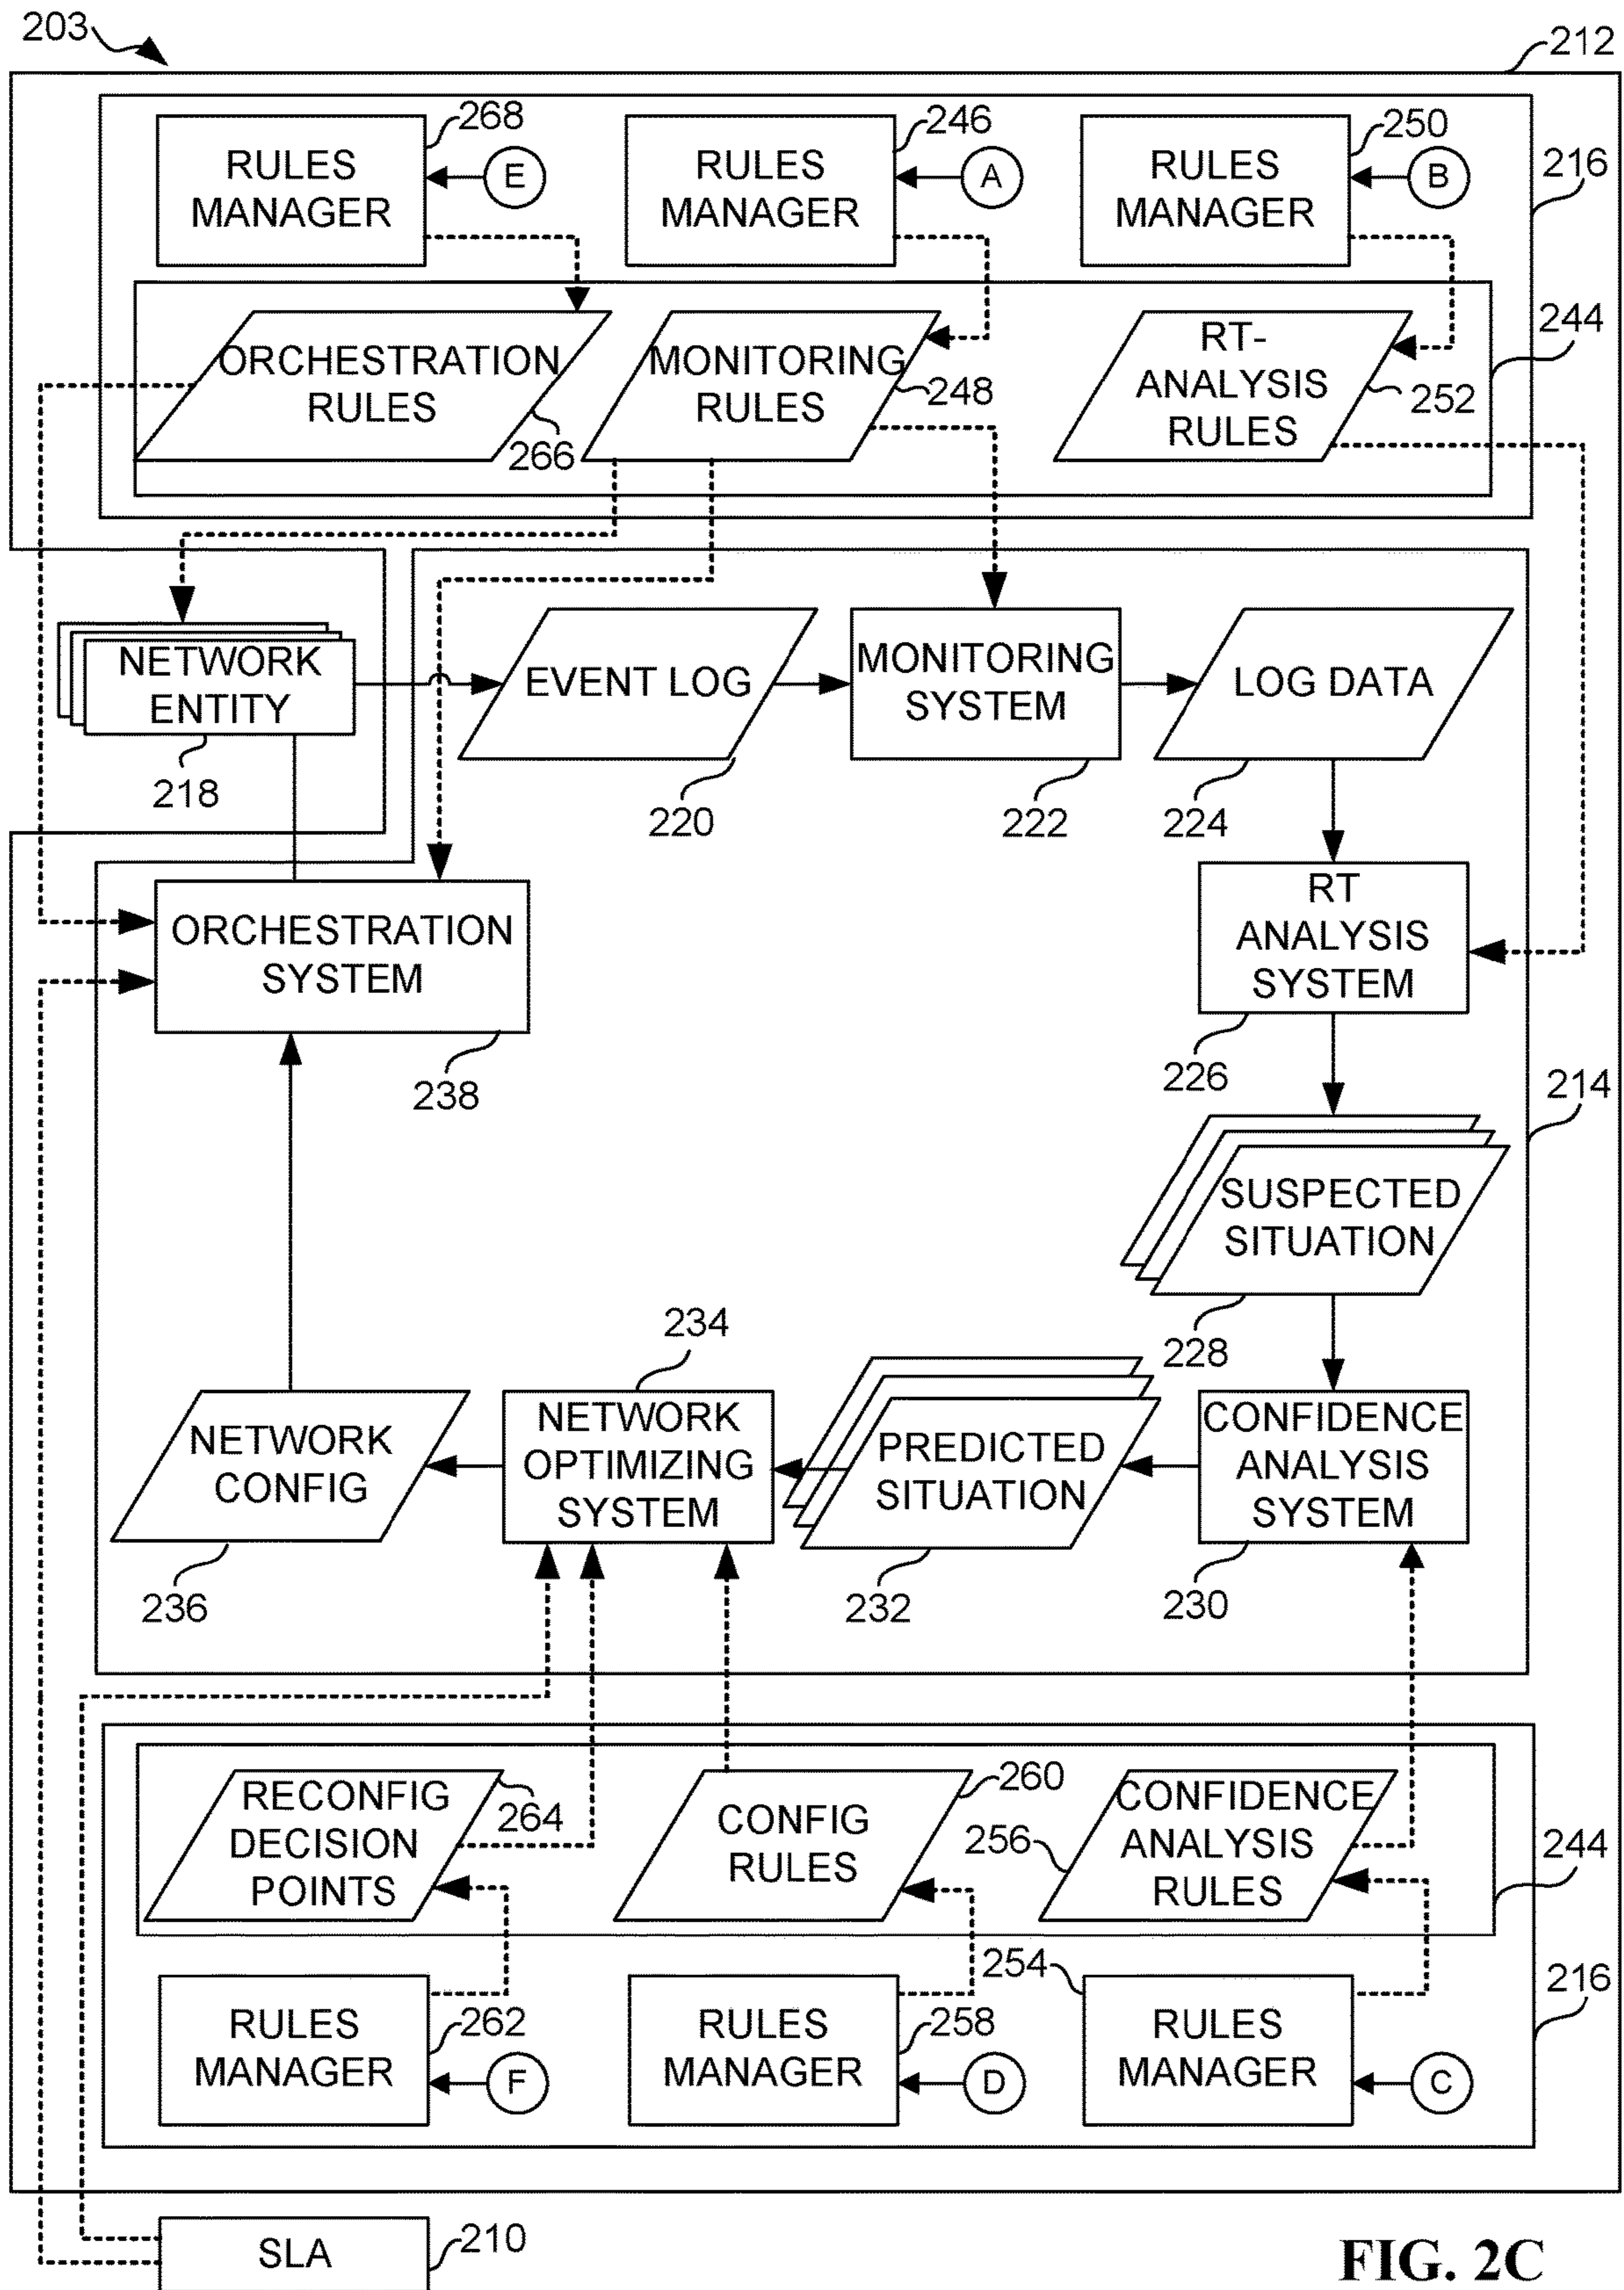 203
212
268
246
250
RULES
MANAGER
E
RULES
MANAGER
A
RULES
MANAGER
B
216
ORCHESTRATION
RULES
266
MONITORING
RULES
248
RT-
ANALYSIS
RULES
252
244
NETWORK
ENTITY
218
EVENT LOG
220
MONITORING
SYSTEM
222
LOG DATA
224
ORCHESTRATION
SYSTEM
238
RT
ANALYSIS
SYSTEM
226
214
SUSPECTED
SITUATION
228
234
NETWORK
CONFIG
236
NETWORK
OPTIMIZING
SYSTEM
PREDICTED
SITUATION
232
CONFIDENCE
ANALYSIS
SYSTEM
230
RECONFIG
DECISION
POINTS
264
CONFIG
RULES
260
256
CONFIDENCE
ANALYSIS
RULES
244
254
RULES
MANAGER
262
F
RULES
MANAGER
258
D
RULES
MANAGER
C
216
SLA
210
FIG. 2C